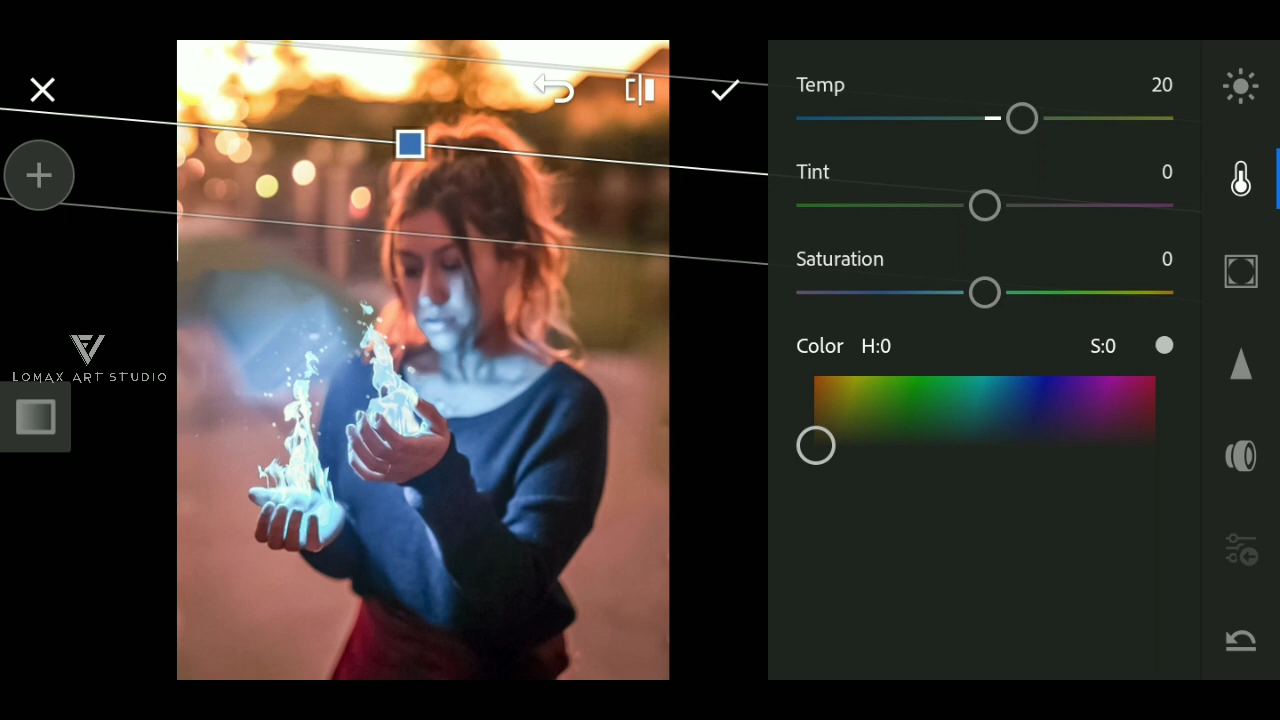 Temp 20
Tint 0
Saturation 0
Color H:0 S:0
LOMAX ART STUDIO